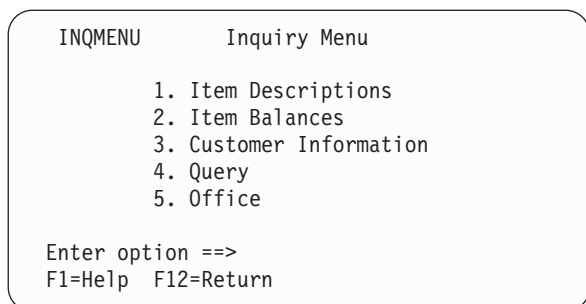 INQMENU Inquiry Menu
1. Item Descriptions
2. Item Balances
3. Customer Information
4. Query
5. Office
Enter option ==>
F1=Help F12=Return